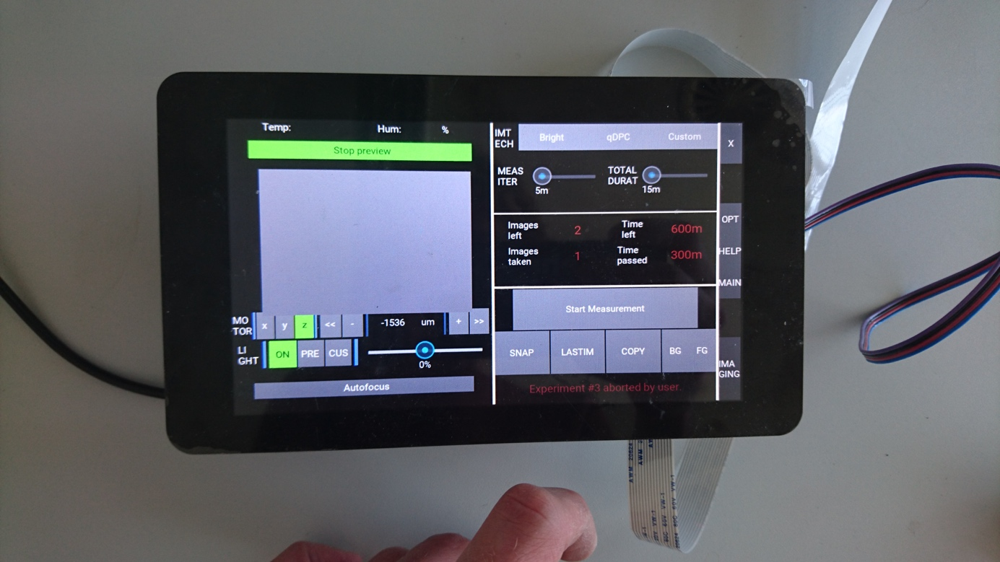 Temp: Hum: %
Stop preview
MO
TOR
x y z << - -1536 um + >>
LI
GHT
ON PRE CUS
0%
Autofocus
IMT
ECH
Bright qDPC Custom
MEAS
ITER
5m
TOTAL
DURAT
15m
Images
left
2
Time
left
600m
Images
taken
1
Time
passed
300m
Start Measurement
SNAP LASTIM COPY BG FG
Experiment #3 aborted by user.
X
OPT
HELP
MAIN
IMA
GING